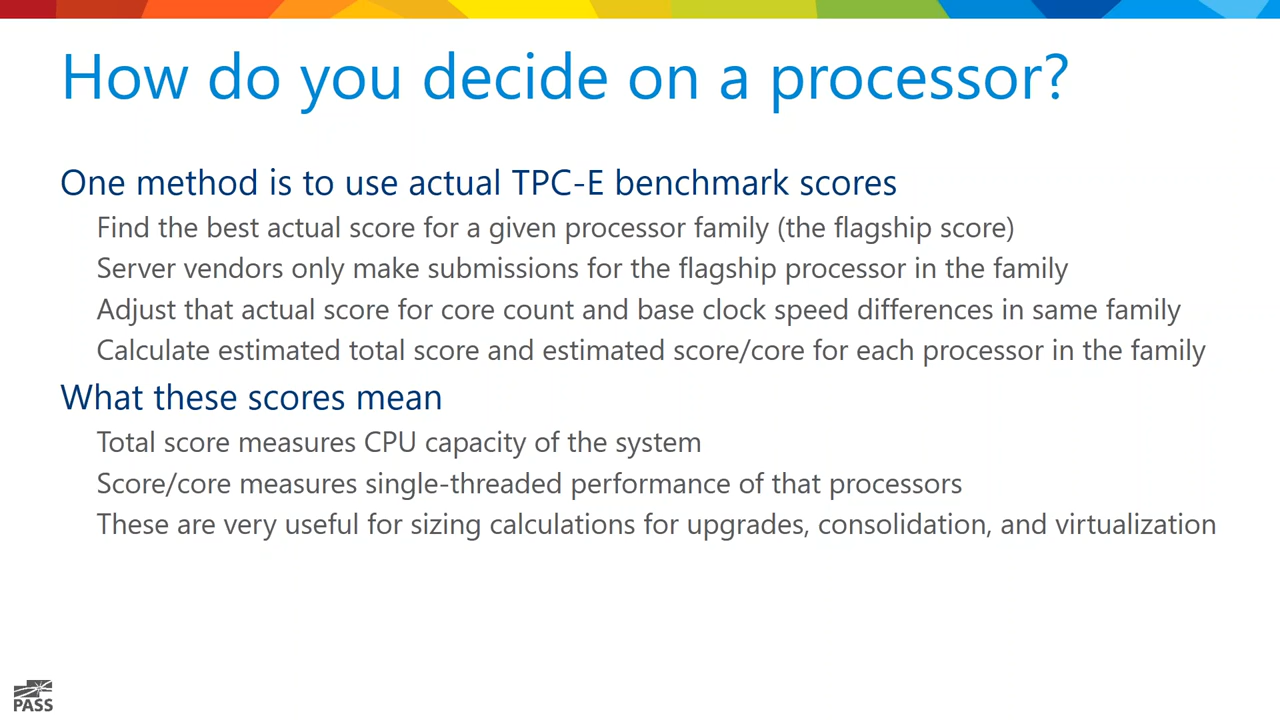 How do you decide on a processor?
One method is to use actual TPC-E benchmark scores
Find the best actual score for a given processor family (the flagship score)
Server vendors only make submissions for the flagship processor in the family
Adjust that actual score for core count and base clock speed differences in same family
Calculate estimated total score and estimated score/core for each processor in the family
What these scores mean
Total score measures CPU capacity of the system
Score/core measures single-threaded performance of that processors
These are very useful for sizing calculations for upgrades, consolidation, and virtualization
PASS